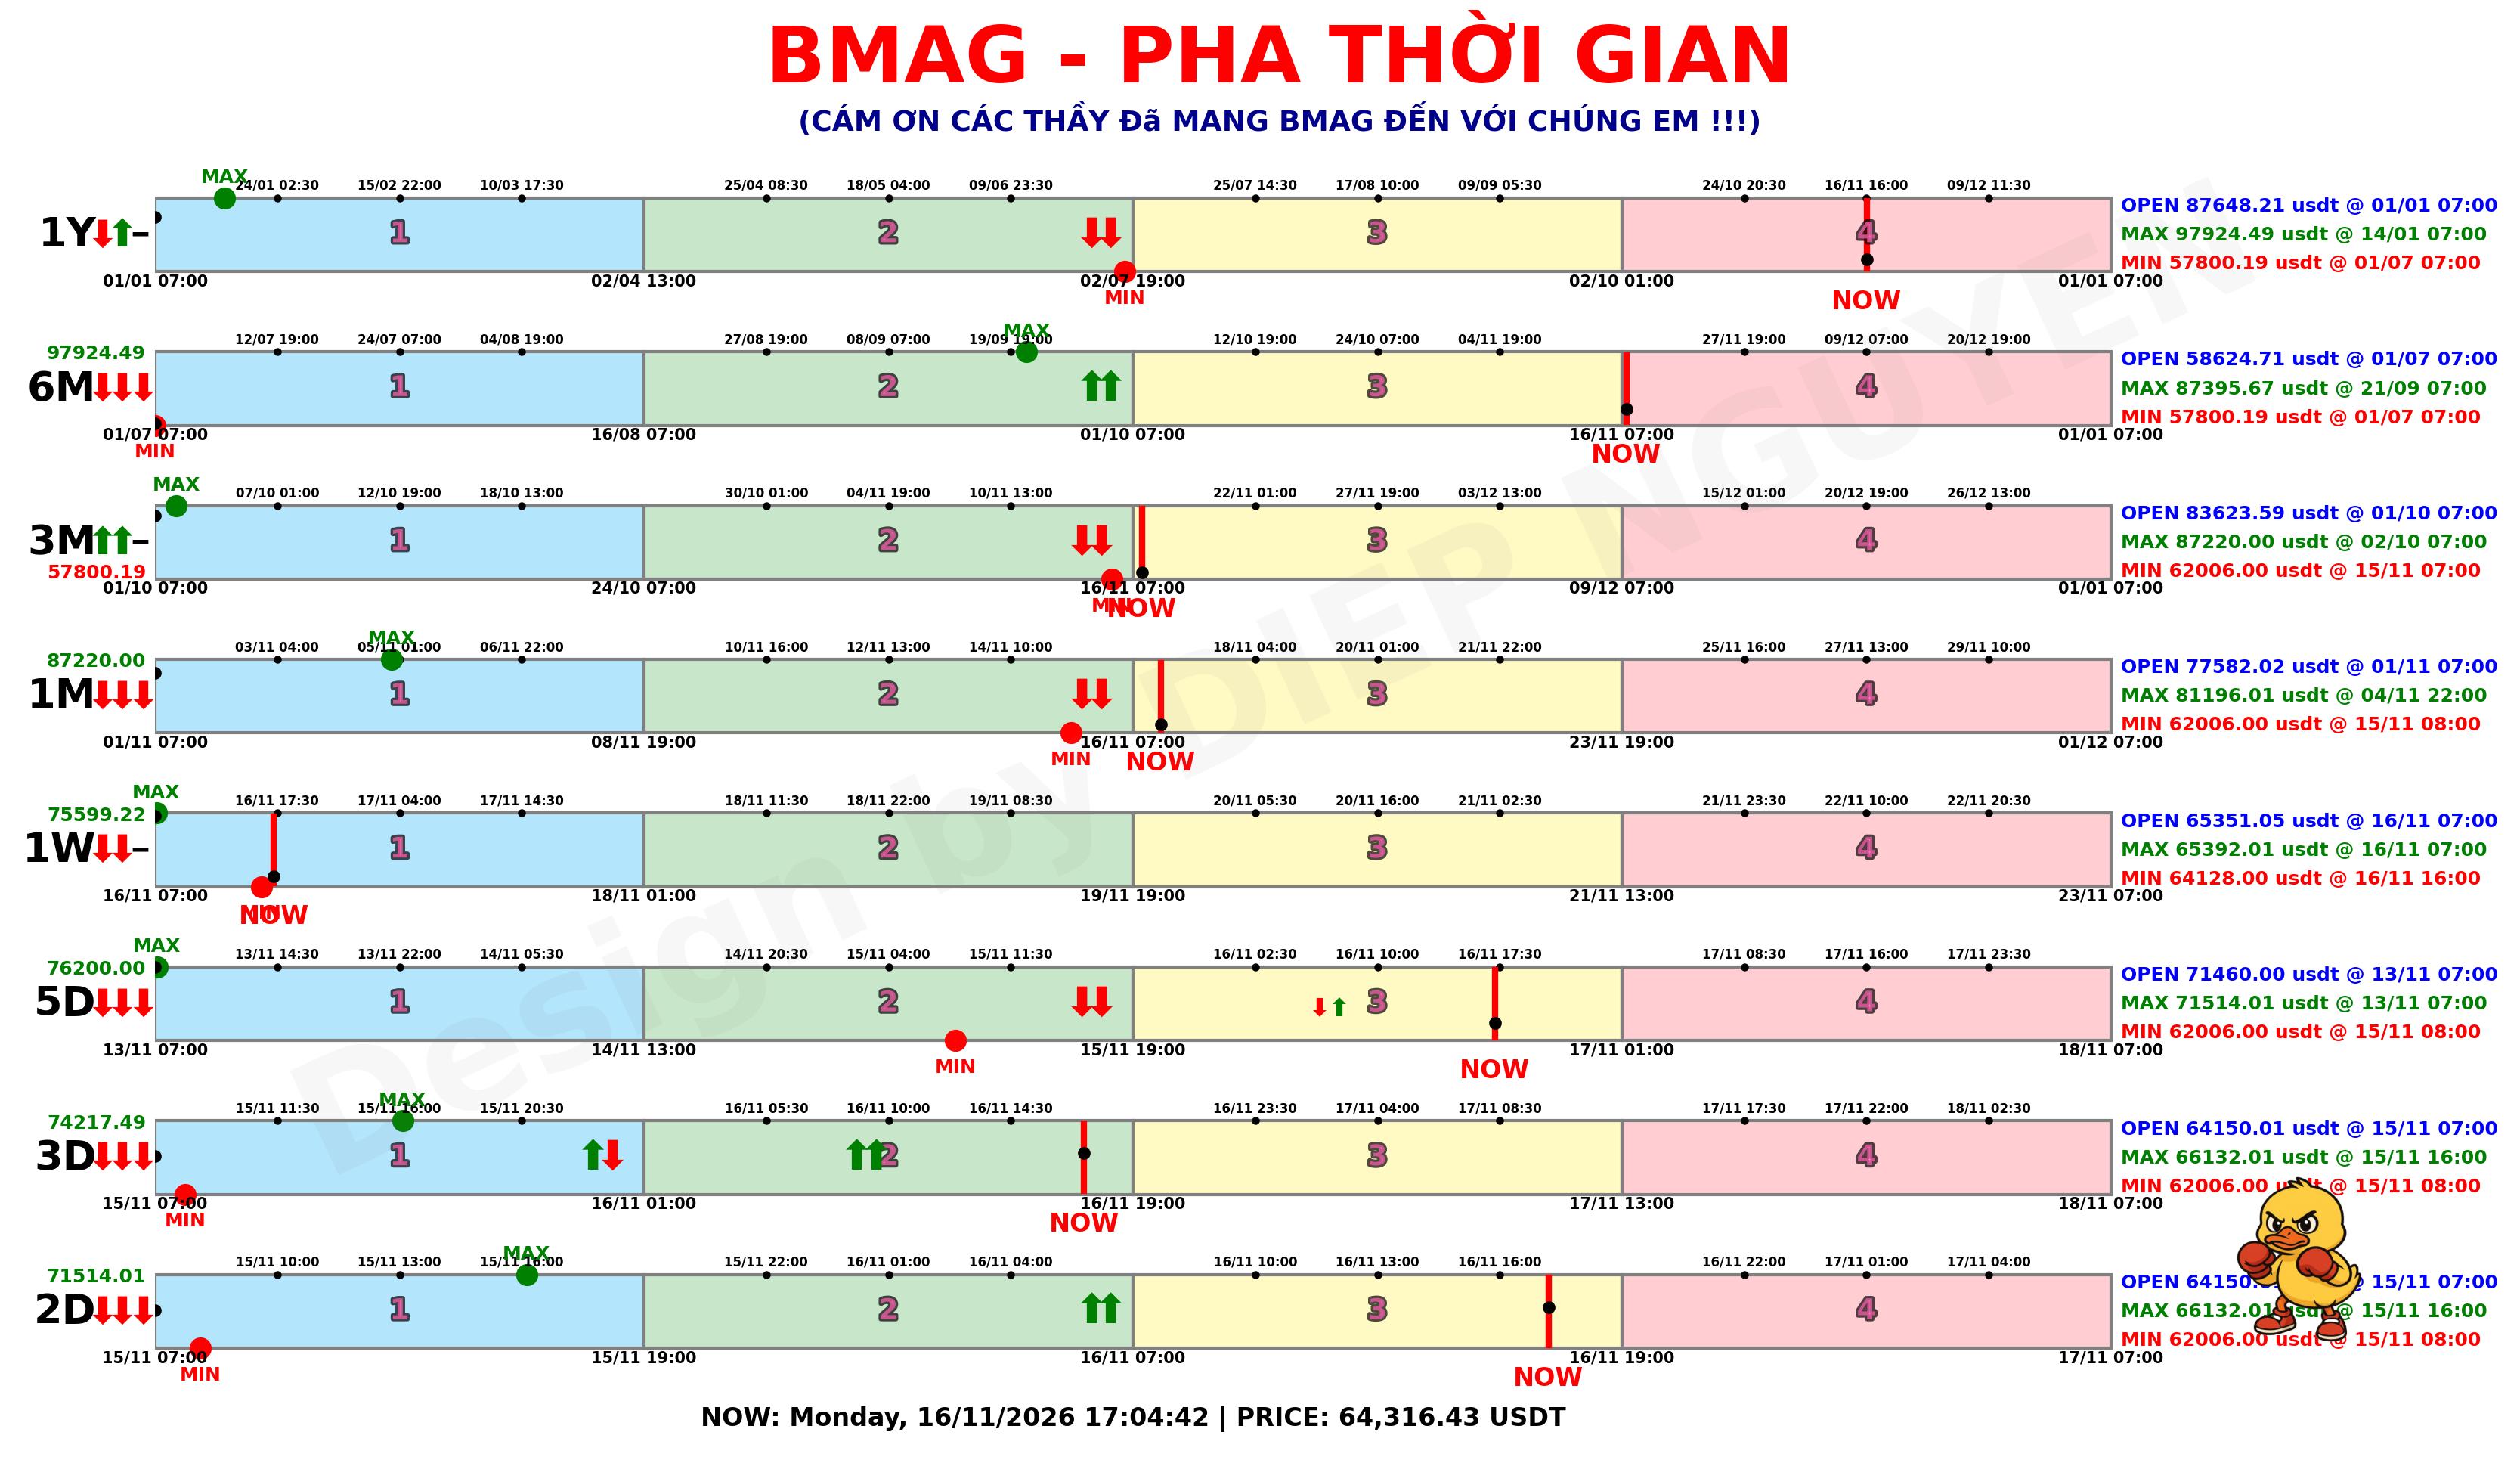 BMAG - PHA THỜI GIAN
(CÁM ƠN CÁC THẦY Đã MANG BMAG ĐẾN VỚI CHÚNG EM !!!)
MAX
24/01 02:30 15/02 22:00 10/03 17:30 25/04 08:30 18/05 04:00 09/06 23:30 25/07 14:30 17/08 10:00 09/09 05:30 24/10 20:30 16/11 16:00 09/12 11:30
OPEN 87648.21 usdt @ 01/01 07:00
1Y⬇⬆– 1 2 ⬇⬇ 3 4 MAX 97924.49 usdt @ 14/01 07:00
MIN 57800.19 usdt @ 01/07 07:00
01/01 07:00 02/04 13:00 02/07 19:00 02/10 01:00 01/01 07:00
MIN NOW
MAX
12/07 19:00 24/07 07:00 04/08 19:00 27/08 19:00 08/09 07:00 19/09 19:00 12/10 19:00 24/10 07:00 04/11 19:00 27/11 19:00 09/12 07:00 20/12 19:00
97924.49 OPEN 58624.71 usdt @ 01/07 07:00
6M⬇⬇⬇ 1 2 ⬆⬆ 3 4 MAX 87395.67 usdt @ 21/09 07:00
MIN 57800.19 usdt @ 01/07 07:00
01/07 07:00 16/08 07:00 01/10 07:00 16/11 07:00 01/01 07:00
MIN NOW
MAX
07/10 01:00 12/10 19:00 18/10 13:00 30/10 01:00 04/11 19:00 10/11 13:00 22/11 01:00 27/11 19:00 03/12 13:00 15/12 01:00 20/12 19:00 26/12 13:00
OPEN 83623.59 usdt @ 01/10 07:00
3M⬆⬆– 1 2 ⬇⬇ 3 4 MAX 87220.00 usdt @ 02/10 07:00
57800.19 MIN 62006.00 usdt @ 15/11 07:00
01/10 07:00 24/10 07:00 16/11 07:00 09/12 07:00 01/01 07:00
MIN NOW
MAX
03/11 04:00 05/11 01:00 06/11 22:00 10/11 16:00 12/11 13:00 14/11 10:00 18/11 04:00 20/11 01:00 21/11 22:00 25/11 16:00 27/11 13:00 29/11 10:00
87220.00 OPEN 77582.02 usdt @ 01/11 07:00
1M⬇⬇⬇ 1 2 ⬇⬇ 3 4 MAX 81196.01 usdt @ 04/11 22:00
MIN 62006.00 usdt @ 15/11 08:00
01/11 07:00 08/11 19:00 16/11 07:00 23/11 19:00 01/12 07:00
MIN NOW
MAX
16/11 17:30 17/11 04:00 17/11 14:30 18/11 11:30 18/11 22:00 19/11 08:30 20/11 05:30 20/11 16:00 21/11 02:30 21/11 23:30 22/11 10:00 22/11 20:30
75599.22 OPEN 65351.05 usdt @ 16/11 07:00
1W⬇⬇– 1 2 3 4 MAX 65392.01 usdt @ 16/11 07:00
MIN 64128.00 usdt @ 16/11 16:00
16/11 07:00 18/11 01:00 19/11 19:00 21/11 13:00 23/11 07:00
MIN NOW
MAX
13/11 14:30 13/11 22:00 14/11 05:30 14/11 20:30 15/11 04:00 15/11 11:30 16/11 02:30 16/11 10:00 16/11 17:30 17/11 08:30 17/11 16:00 17/11 23:30
76200.00 OPEN 71460.00 usdt @ 13/11 07:00
5D⬇⬇⬇ 1 2 ⬇⬇ ⬇⬆ 3 4 MAX 71514.01 usdt @ 13/11 07:00
MIN 62006.00 usdt @ 15/11 08:00
13/11 07:00 14/11 13:00 15/11 19:00 17/11 01:00 18/11 07:00
MIN NOW
MAX
15/11 11:30 15/11 16:00 15/11 20:30 16/11 05:30 16/11 10:00 16/11 14:30 16/11 23:30 17/11 04:00 17/11 08:30 17/11 17:30 17/11 22:00 18/11 02:30
74217.49 OPEN 64150.01 usdt @ 15/11 07:00
3D⬇⬇⬇ 1 ⬆⬇ ⬆⬆ 2 3 4 MAX 66132.01 usdt @ 15/11 16:00
MIN 62006.00 usdt @ 15/11 08:00
15/11 07:00 16/11 01:00 16/11 19:00 17/11 13:00 18/11 07:00
MIN NOW
MAX
15/11 10:00 15/11 13:00 15/11 16:00 15/11 22:00 16/11 01:00 16/11 04:00 16/11 10:00 16/11 13:00 16/11 16:00 16/11 22:00 17/11 01:00 17/11 04:00
71514.01 OPEN @ 15/11 07:00
2D⬇⬇⬇ 1 2 ⬆⬆ 3 4 MAX 66132.01 usdt @ 15/11 16:00
MIN 62006.00 usdt @ 15/11 08:00
15/11 07:00 15/11 19:00 16/11 07:00 16/11 19:00 17/11 07:00
MIN NOW
NOW: Monday, 16/11/2026 17:04:42 | PRICE: 64,316.43 USDT
Design by DIEP NGUYEN